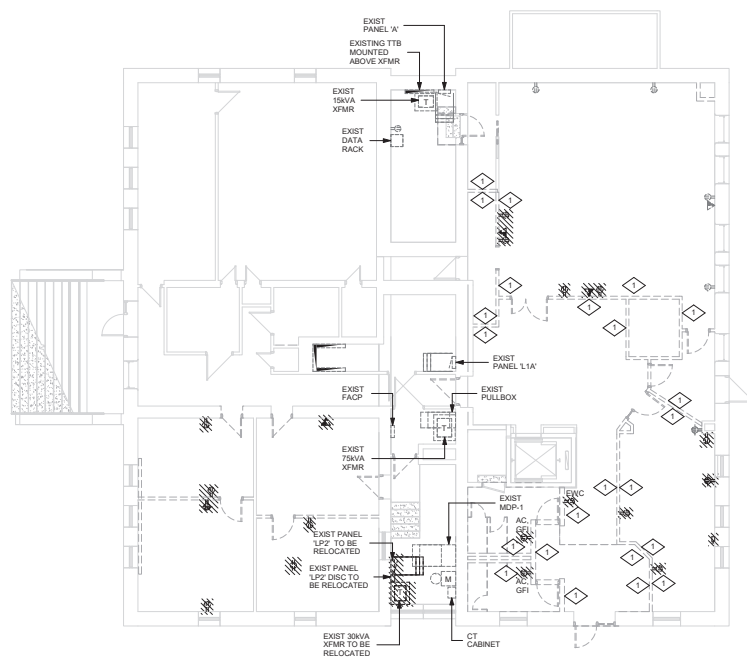 EXIST
PANEL 'A'
EXISTING TTB
MOUNTED
ABOVE XFMR
EXIST
15kVA
XFMR
T
EXIST
DATA
RACK
1
1
1
1
1
1
1
1
1
1
EXIST
PANEL 'L1A'
EXIST
FACP
EXIST
PULLBOX
T
1
1
EXIST
75kVA
XFMR
1
1
EWC
EXIST
MDP-1
1
AC,
GFI
EXIST PANEL
'LP2' TO BE
RELOCATED
1
1
1
1
EXIST PANEL
'LP2' DISC TO
BE RELOCATED
M
1
AC,
GFI
1
1
T
1
EXIST 30kVA
XFMR TO BE
RELOCATED
CT
CABINET